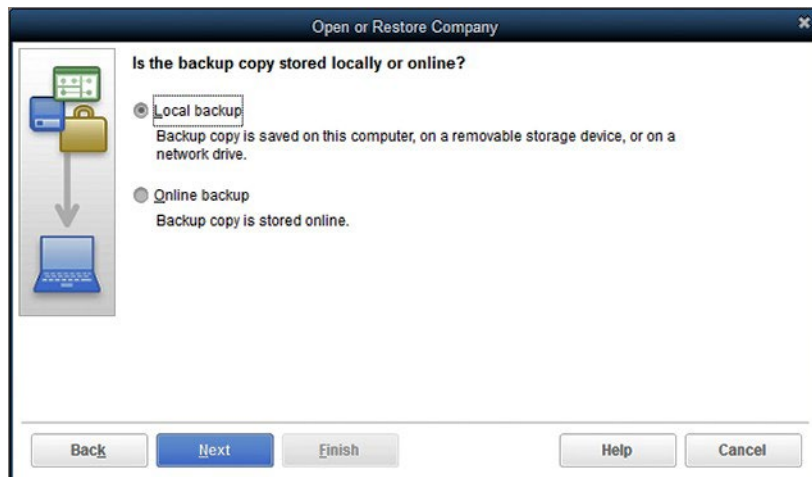 Open or Restore Company
Is the backup copy stored locally or online?
Local backup
Backup copy is saved on this computer, on a removable storage device, or on a
network drive.
Online backup
Backup copy is stored online.
Back Next Finish Help Cancel